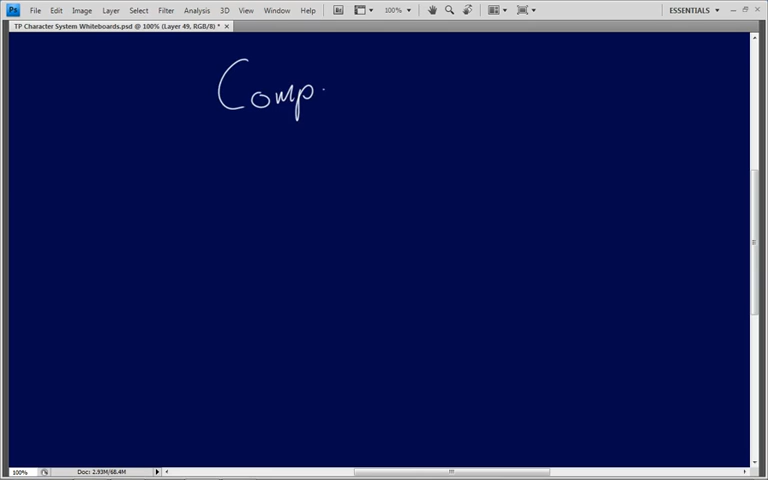 Ps File Edit Image Layer Select Filter Analysis 3D View Window Help 100% ESSENTIALS
TP Character System Whiteboards.psd @ 100% (Layer 49, RGB/8) *
Comp
100% Doc: 2.93M/68.4M